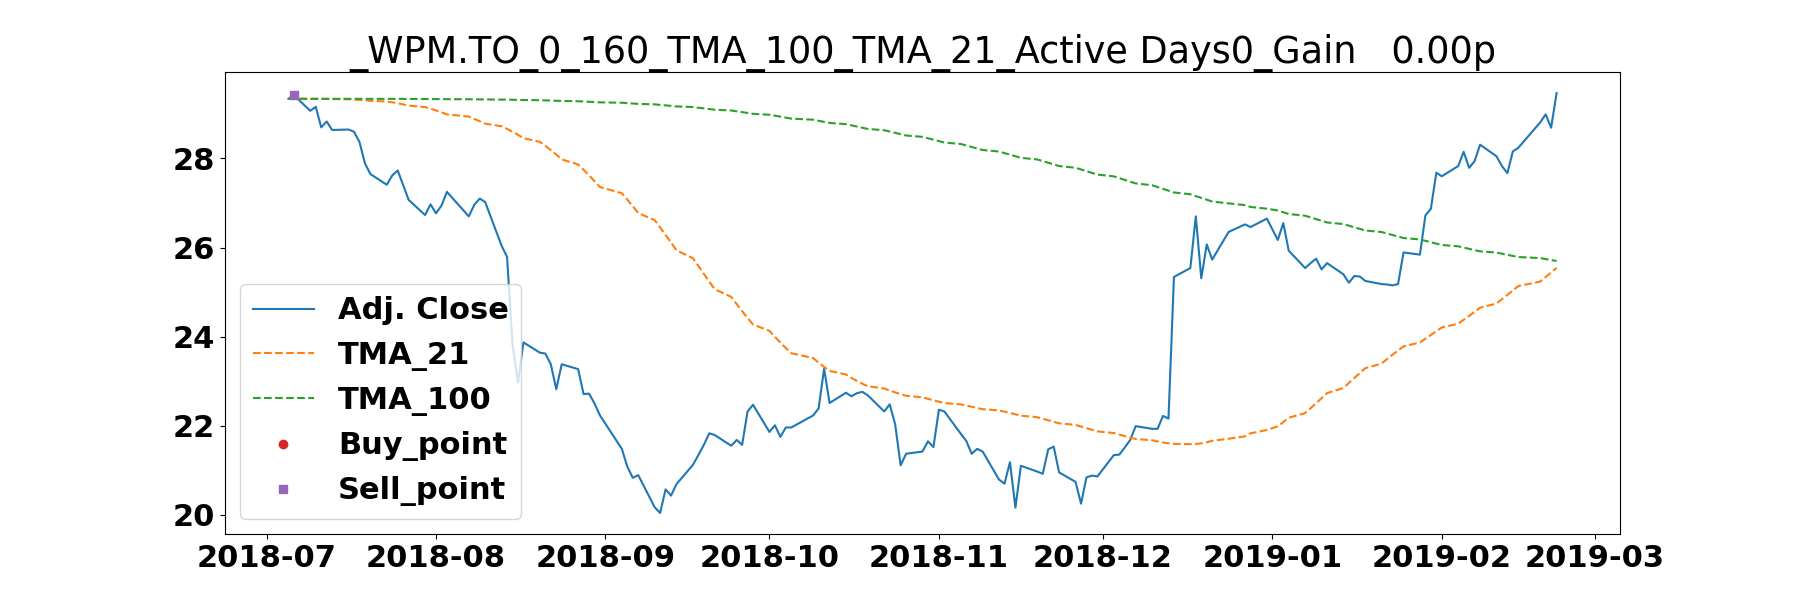 _WPM.TO_0_160_TMA_100_TMA_21_Active Days0_Gain   0.00p
28
26
24
22
20
Adj. Close
TMA_21
TMA_100
Buy_point
Sell_point
2018-07 2018-08 2018-09 2018-10 2018-11 2018-12 2019-01 2019-02 2019-03